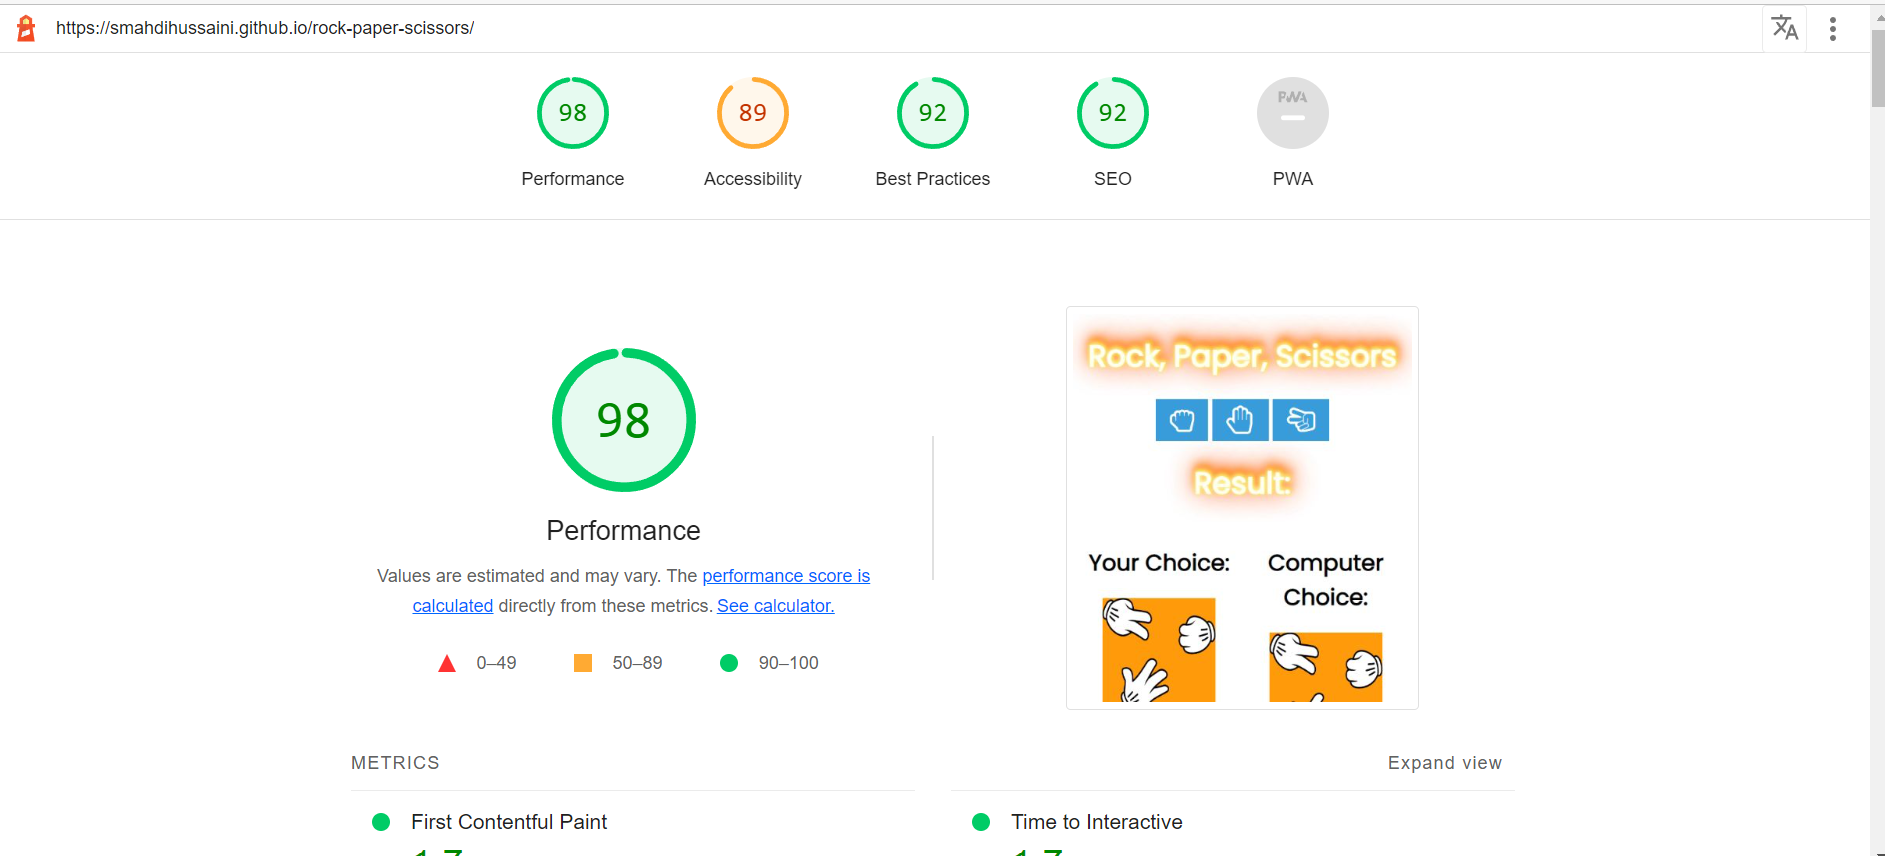 https://smahdihussaini.github.io/rock-paper-scissors/
98
89
92
92
PWA
Performance
Accessibility
Best Practices
SEO
PWA
98
Performance
Values are estimated and may vary. The performance score is
calculated directly from these metrics. See calculator.
0–49
50–89
90–100
Rock, Paper, Scissors
Result:
Your Choice:
Computer
Choice:
METRICS
Expand view
First Contentful Paint
Time to Interactive